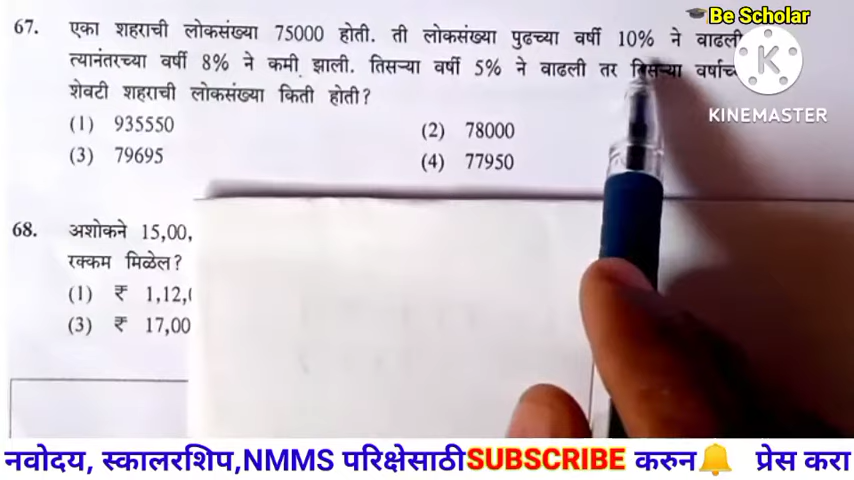 Be Scholar
67. एका शहराची लोकसंख्या 75000 होती. ती लोकसंख्या पुढच्या वर्षी 10% ने वाढली
त्यानंतरच्या वर्षी 8% ने कमी झाली. तिसऱ्या वर्षी 5% ने वाढली तर तिसऱ्या
शेवटी शहराची लोकसंख्या किती होती?
(1) 935550
(2) 78000
(3) 79695
(4) 77950
K
KINEMASTER
68. अशोकने 15,00,
रक्कम मिळेल?
(1) ₹ 1,12,
(3) ₹ 17,00
नवोदय, स्कालरशिप,NMMS परिक्षेसाठी SUBSCRIBE करुन प्रेस करा